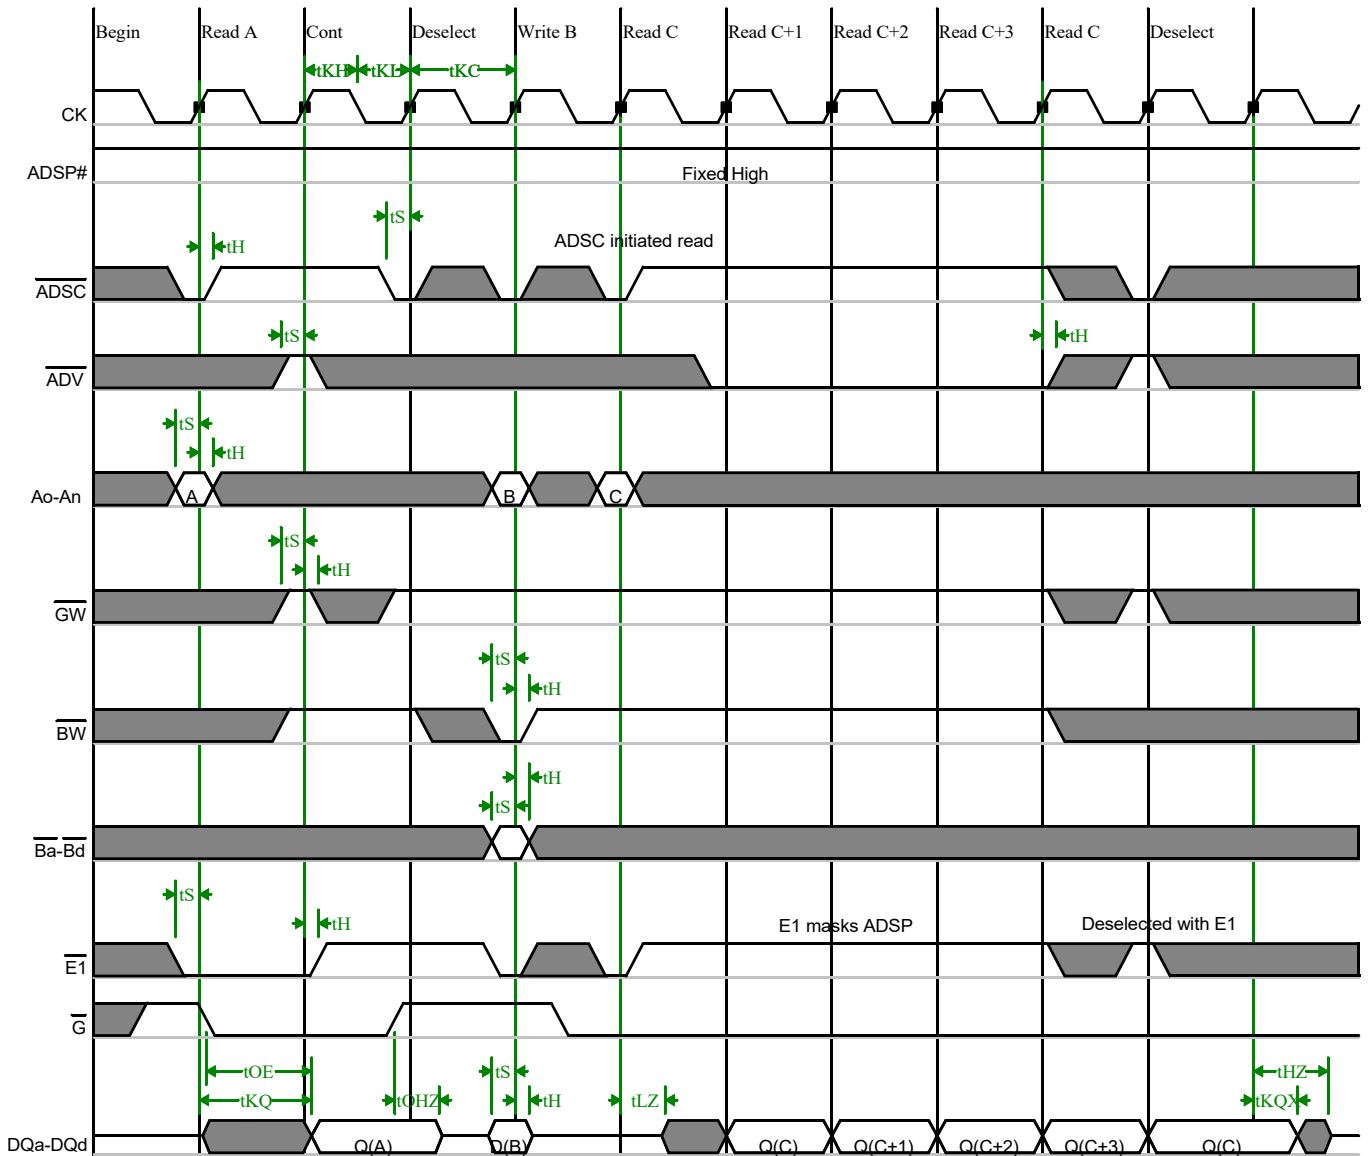 Begin Read A Cont Deselect Write B Read C Read C+1 Read C+2 Read C+3 Read C Deselect
tKH tKL tKC
CK
ADSP# Fixed High
tS
tH ADSC initiated read
ADSC
tS tH
ADV
tS
tH
Ao-An A B C
tS
tH
GW
tS
tH
BW
tH
tS
Ba-Bd
tS
tH E1 masks ADSP Deselected with E1
E1
G
tOE tS tHZ
tKQ tOHZ tH tLZ tKQX
DQa-DQd Q(A) D(B) Q(C) Q(C+1) Q(C+2) Q(C+3) Q(C)